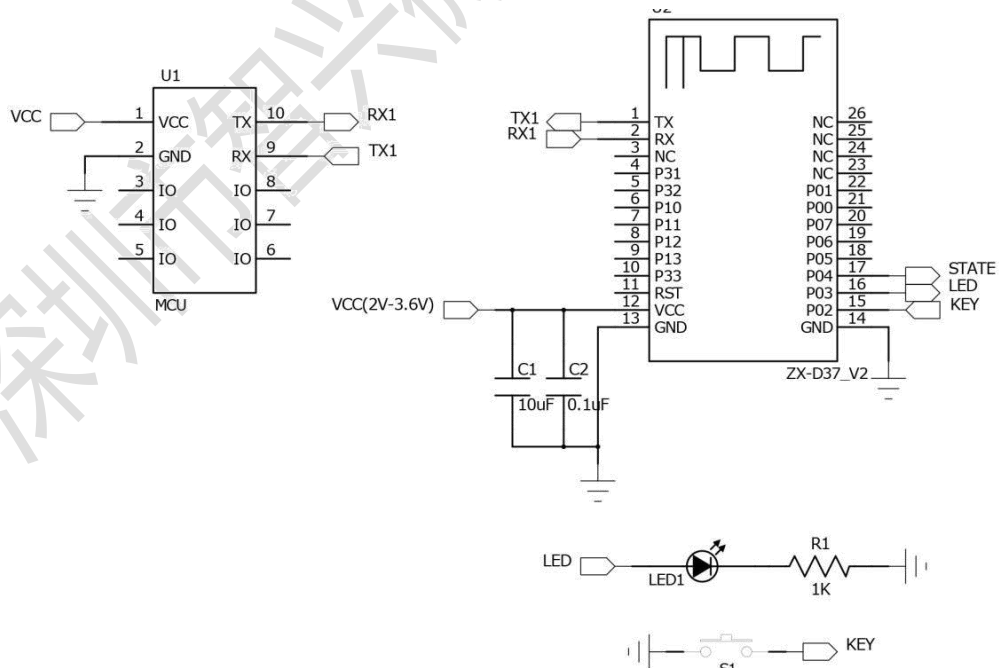 U1
VCC
1
VCC
TX
10
RX1
2
GND
RX
9
TX1
3
IO
IO
8
4
IO
IO
7
5
IO
IO
6
MCU
TX1
1
TX
NC
26
RX1
2
RX
NC
25
3
NC
NC
24
4
P31
NC
23
5
P32
P01
22
6
P10
P00
21
7
P11
P07
20
8
P12
P06
19
9
P13
P05
18
10
P33
P04
17
STATE
11
RST
P03
16
LED
VCC(2V-3.6V)
12
VCC
P02
15
KEY
13
GND
GND
14
ZX-D37_V2
C1
10uF
C2
0.1uF
LED
LED1
R1
1K
KEY
深圳市智兴